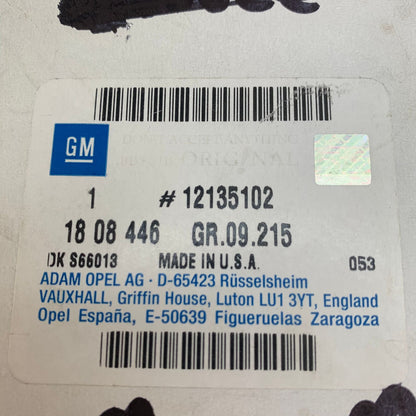 DON'T ACCEPT ANYTHING
ORIGINAL
GM
1 # 12135102
18 08 446 GR.09.215
DK S66013 MADE IN U.S.A. 053
ADAM OPEL AG · D-65423 Rüsselsheim
VAUXHALL, Griffin House, Luton LU1 3YT, England
Opel España, E-50639 Figueruelas Zaragoza